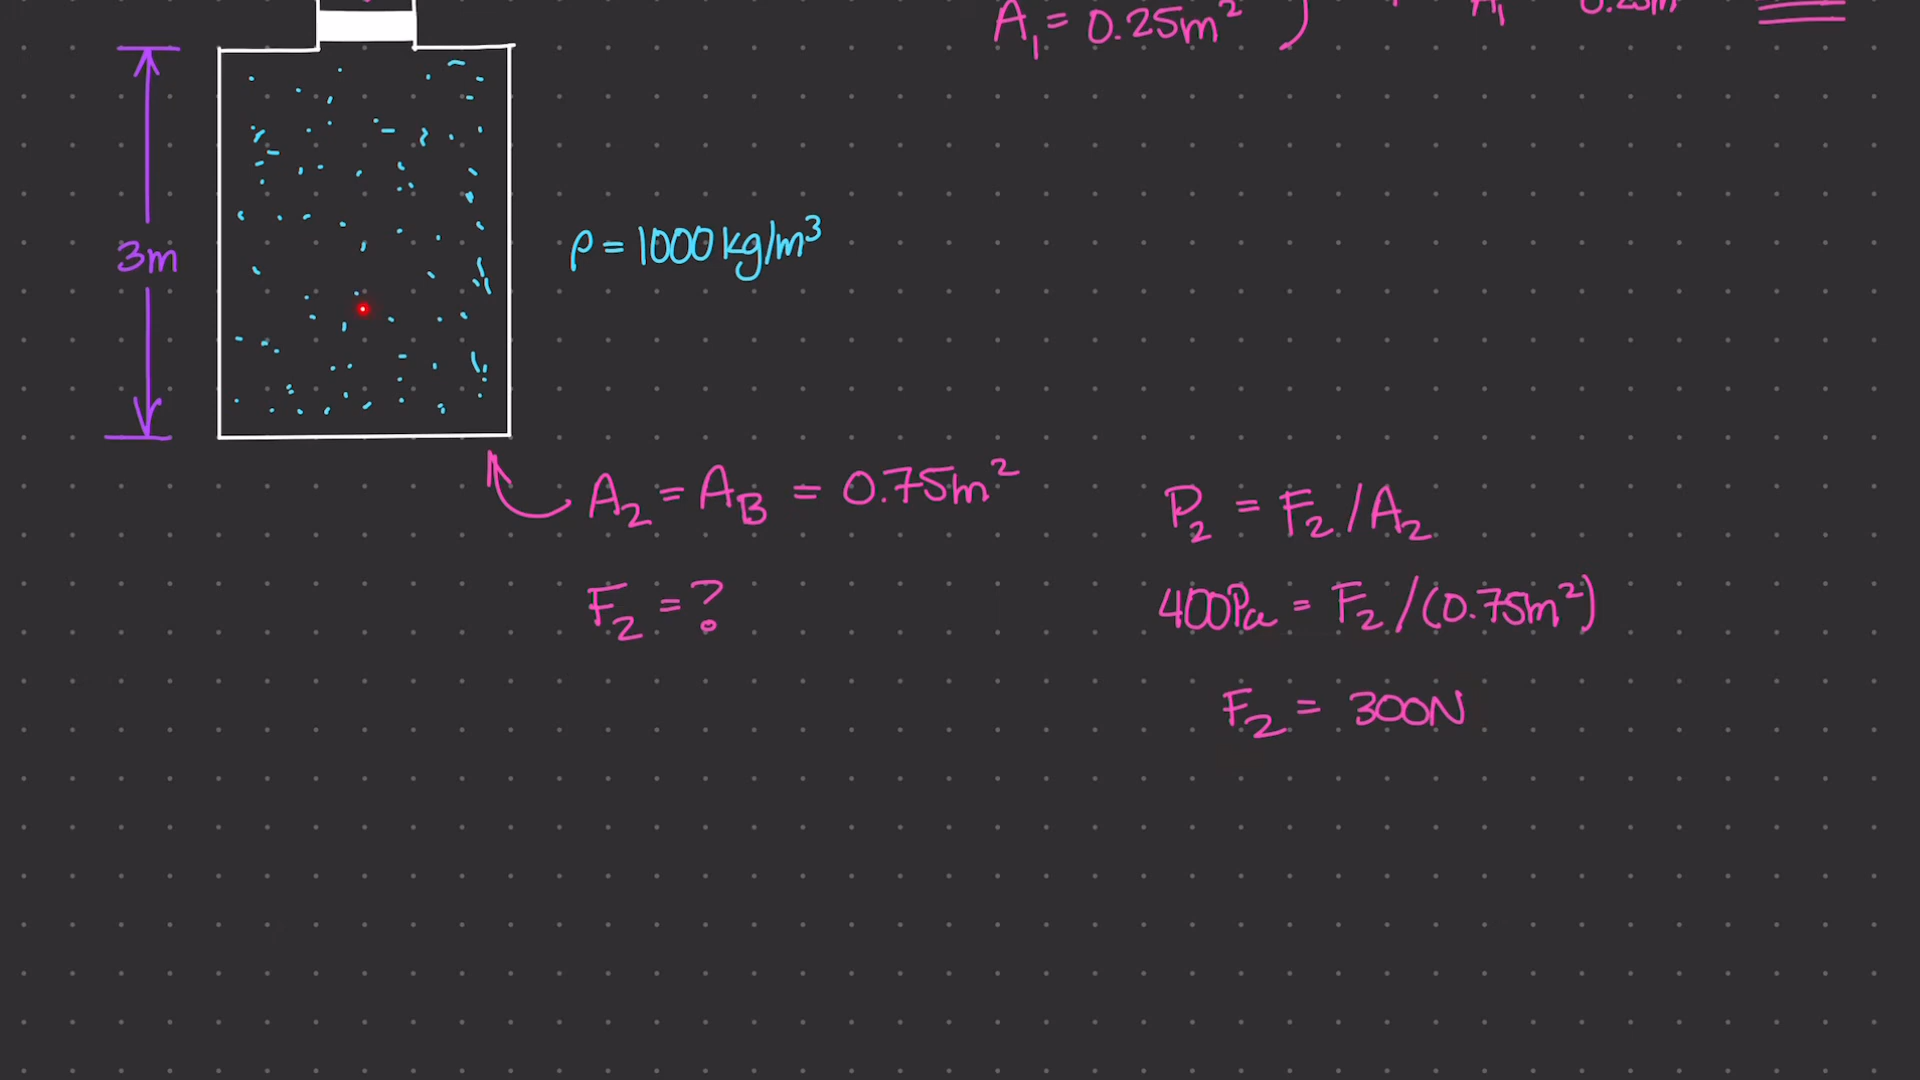 A₁ = 0.25m²
3m
ρ = 1000 kg/m³
A₂ = A_B = 0.75m²
F₂ = ?
P₂ = F₂ / A₂
400Pa = F₂ / (0.75m²)
F₂ = 300N